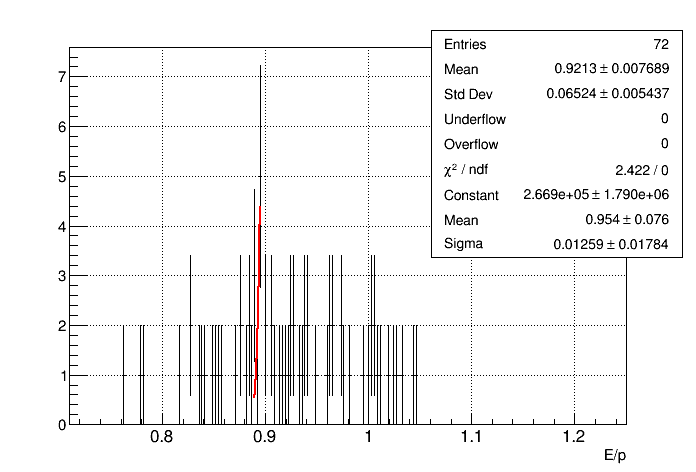 Entries 72
Mean 0.9213 ± 0.007689
Std Dev 0.06524 ± 0.005437
Underflow 0
Overflow 0
χ² / ndf 2.422 / 0
Constant 2.669e+05 ± 1.790e+06
Mean 0.954 ± 0.076
Sigma 0.01259 ± 0.01784
7
6
5
4
3
2
1
0
0.8 0.9 1 1.1 1.2
E/p